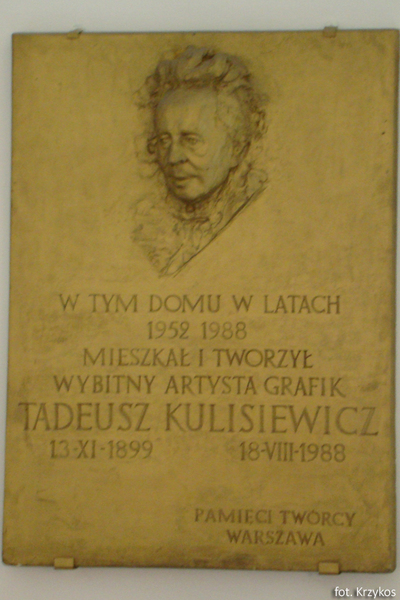 W TYM DOMU W LATACH
1952 1988
MIESZKAŁ I TWORZYŁ
WYBITNY ARTYSTA GRAFIK
TADEUSZ KULISIEWICZ
13·XI·1899 18·VIII·1988
PAMIĘCI TWÓRCY
WARSZAWA
fot. Krzykos